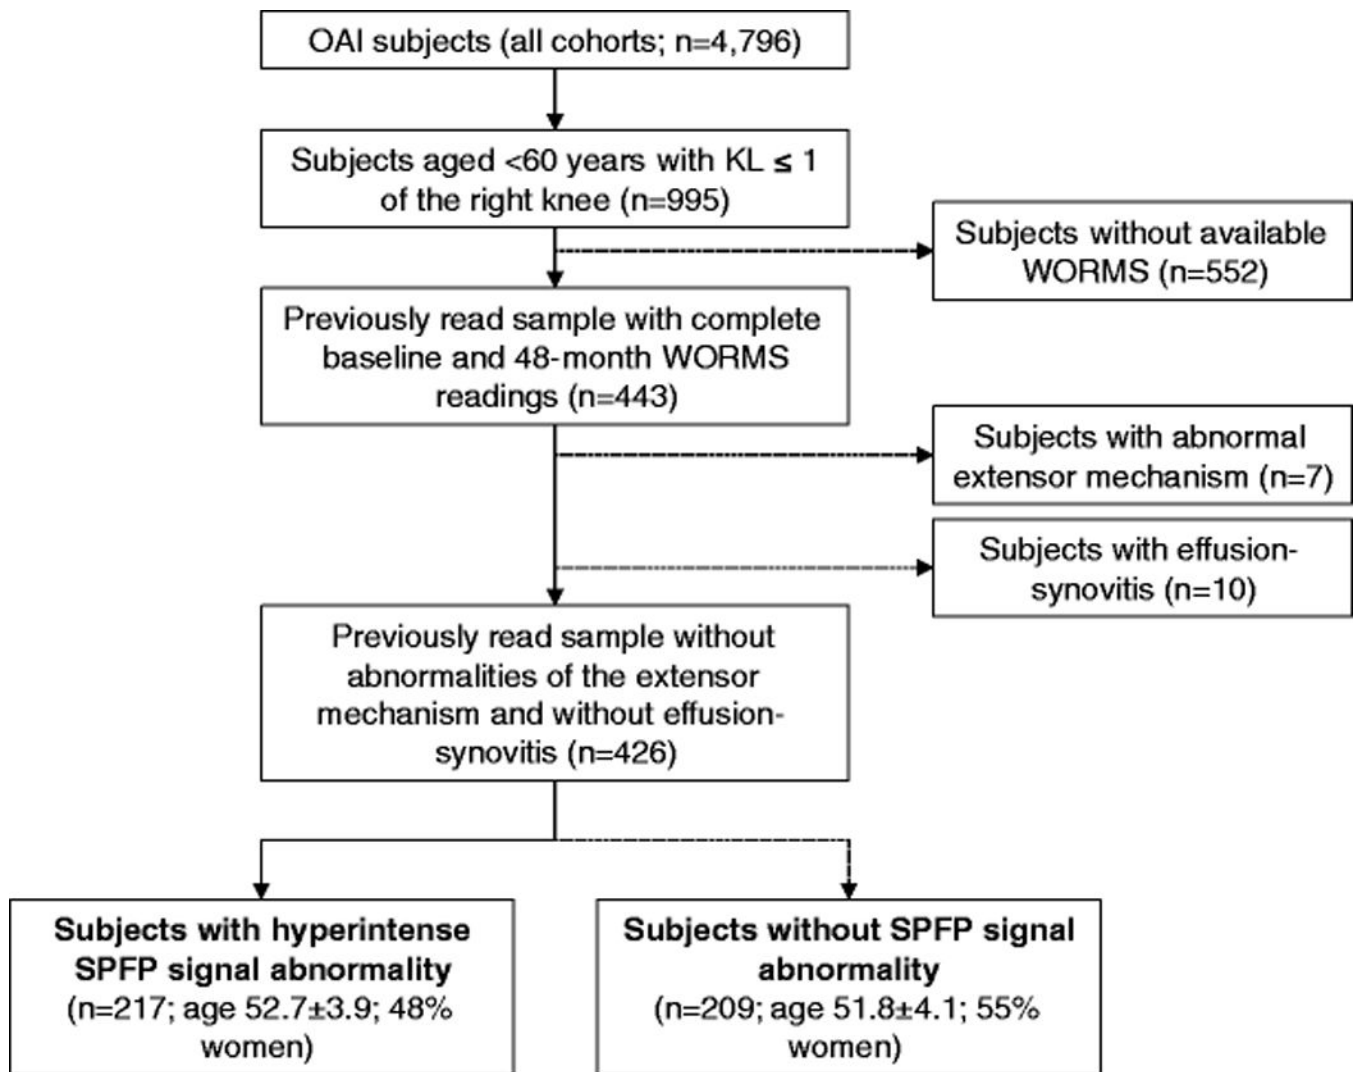 OAI subjects (all cohorts; n=4,796)
Subjects aged <60 years with KL ≤ 1
of the right knee (n=995)
Subjects without available
WORMS (n=552)
Previously read sample with complete
baseline and 48-month WORMS
readings (n=443)
Subjects with abnormal
extensor mechanism (n=7)
Subjects with effusion-
synovitis (n=10)
Previously read sample without
abnormalities of the extensor
mechanism and without effusion-
synovitis (n=426)
Subjects with hyperintense
SPFP signal abnormality
(n=217; age 52.7±3.9; 48%
women)
Subjects without SPFP signal
abnormality
(n=209; age 51.8±4.1; 55%
women)